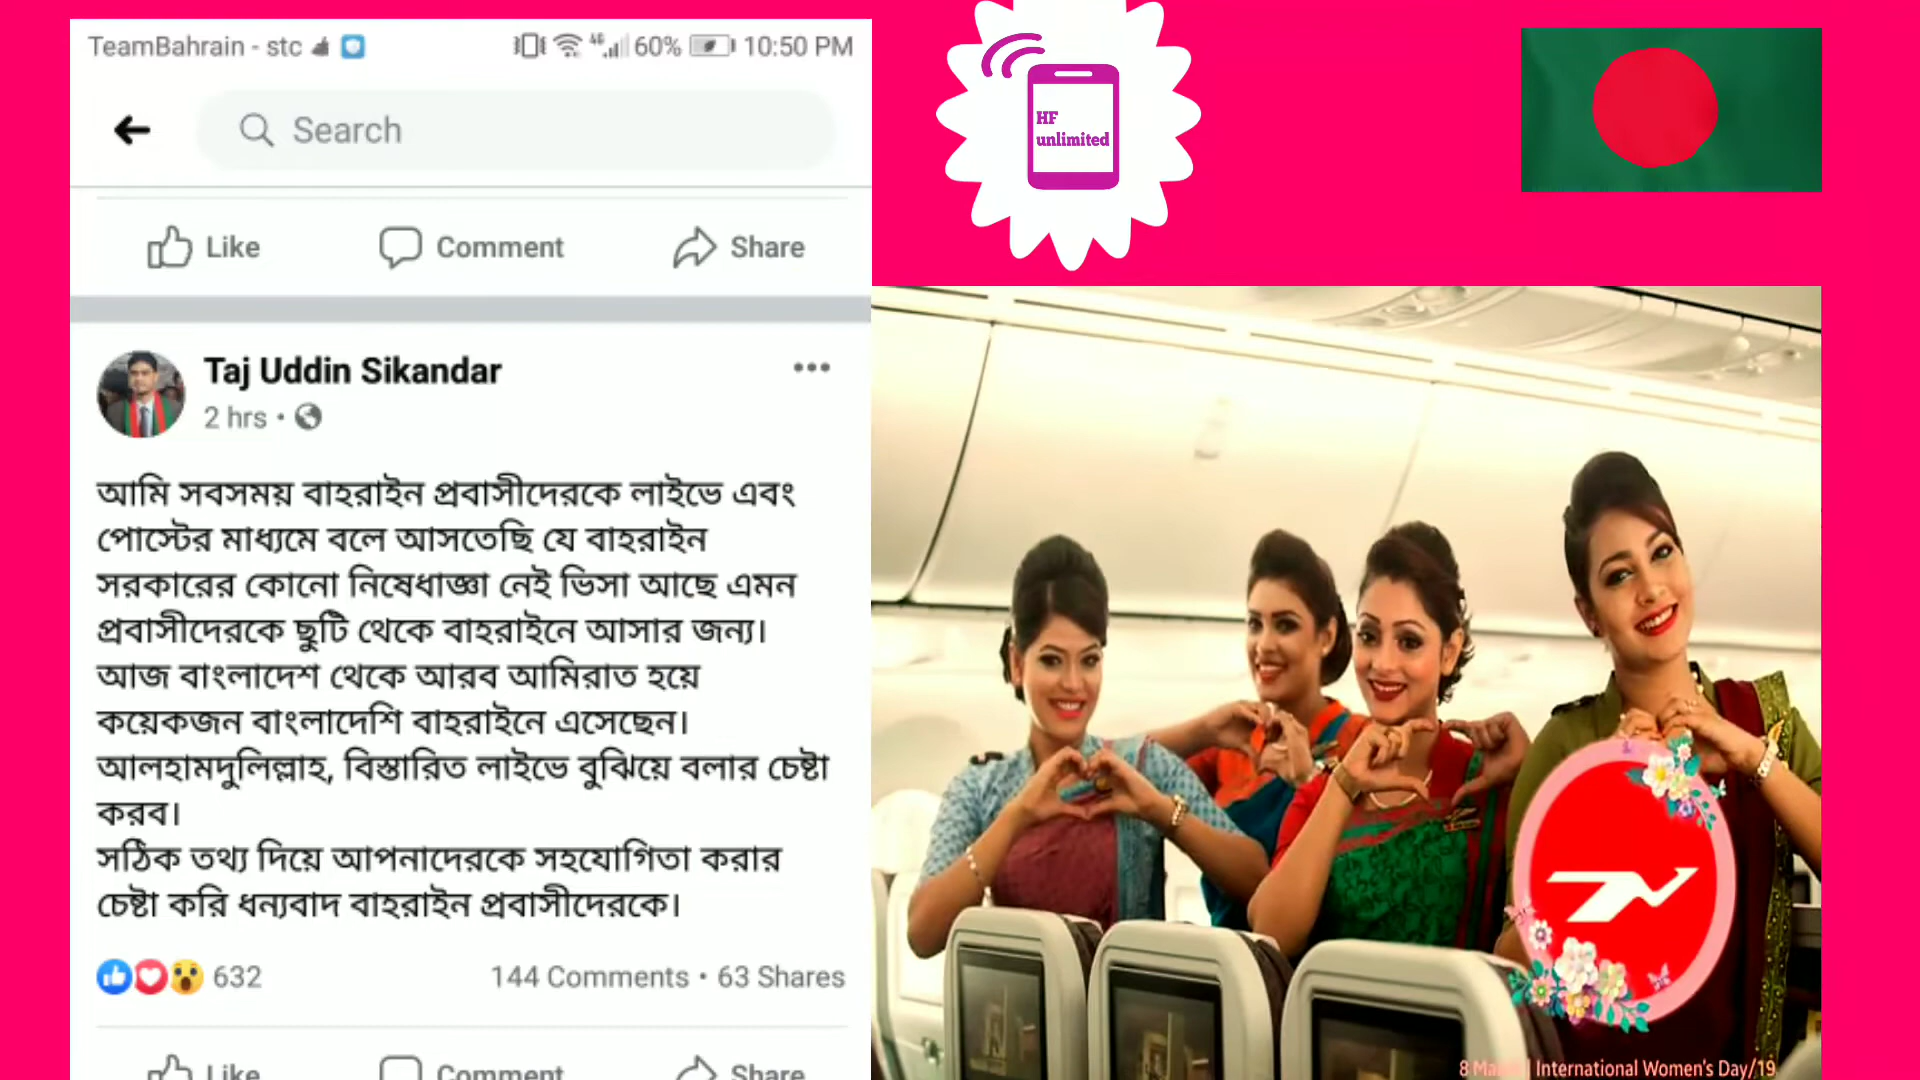 TeamBahrain - stc
60%
10:50 PM
Search
Like
Comment
Share
Taj Uddin Sikandar
2 hrs
আমি সবসময় বাহরাইন প্রবাসীদেরকে লাইভে এবং
পোস্টের মাধ্যমে বলে আসতেছি যে বাহরাইন
সরকারের কোনো নিষেধাজ্ঞা নেই ভিসা আছে এমন
প্রবাসীদেরকে ছুটি থেকে বাহরাইনে আসার জন্য।
আজ বাংলাদেশ থেকে আরব আমিরাত হয়ে
কয়েকজন বাংলাদেশি বাহরাইনে এসেছেন।
আলহামদুলিল্লাহ, বিস্তারিত লাইভে বুঝিয়ে বলার চেষ্টা
করব।
সঠিক তথ্য দিয়ে আপনাদেরকে সহযোগিতা করার
চেষ্টা করি ধন্যবাদ বাহরাইন প্রবাসীদেরকে।
632
144 Comments • 63 Shares
Like
Comment
Share
HF
unlimited
8
International Women's Day/19